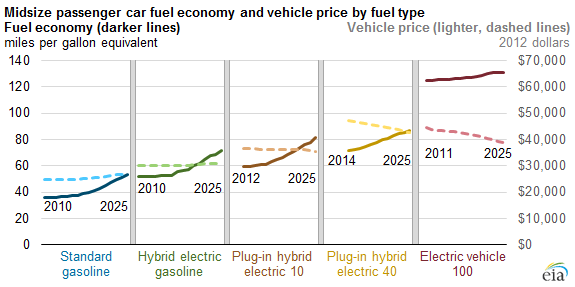 Midsize passenger car fuel economy and vehicle price by fuel type
Fuel economy (darker lines) Vehicle price (lighter, dashed lines)
miles per gallon equivalent 2012 dollars
140 $70,000
120 $60,000
100 $50,000
80 $40,000
60 $30,000
40 $20,000
20 $10,000
0 $0
2010 2025
2010 2025
2012 2025
2014 2025
2011 2025
Standard
gasoline
Hybrid electric
gasoline
Plug-in hybrid
electric 10
Plug-in hybrid
electric 40
Electric vehicle
100
eia